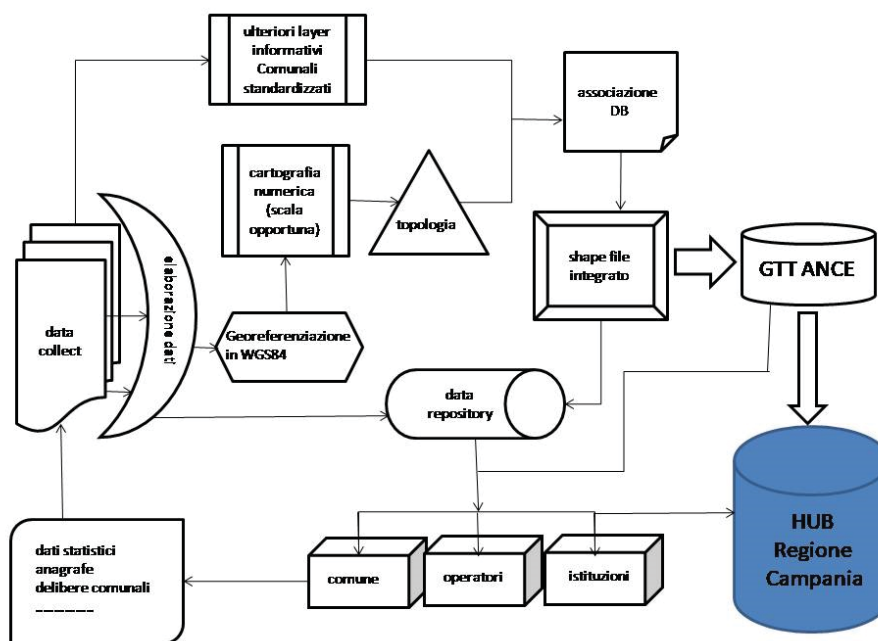 ulteriori layer
informativi
Comunali
standardizzati
associazione
DB
cartografia
numerica
(scala
opportuna)
topologia
shape file
integrato
GTT ANCE
elaborazione dati
data
collect
Georeferenziazione
in WGS84
data
repository
HUB
Regione
Campania
dati statistici
anagrafe
delibere comunali
-------------
comune
operatori
istituzioni